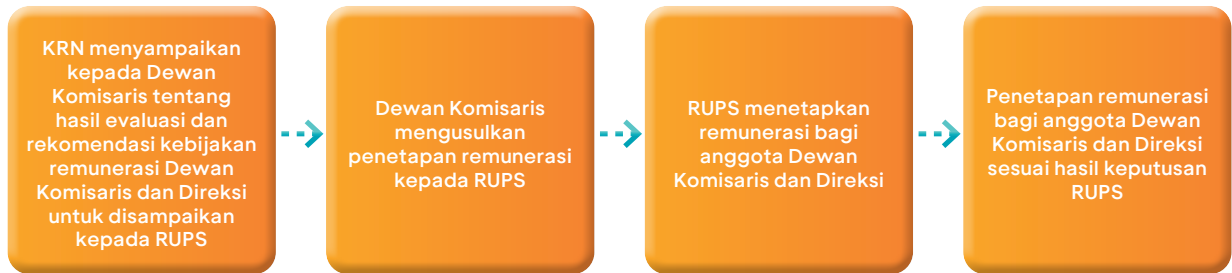 KRN menyampaikan
kepada Dewan
Komisaris tentang
hasil evaluasi dan
rekomendasi kebijakan
remunerasi Dewan
Komisaris dan Direksi
untuk disampaikan
kepada RUPS
Dewan Komisaris
mengusulkan
penetapan remunerasi
kepada RUPS
RUPS menetapkan
remunerasi bagi
anggota Dewan
Komisaris dan Direksi
Penetapan remunerasi
bagi anggota Dewan
Komisaris dan Direksi
sesuai hasil keputusan
RUPS